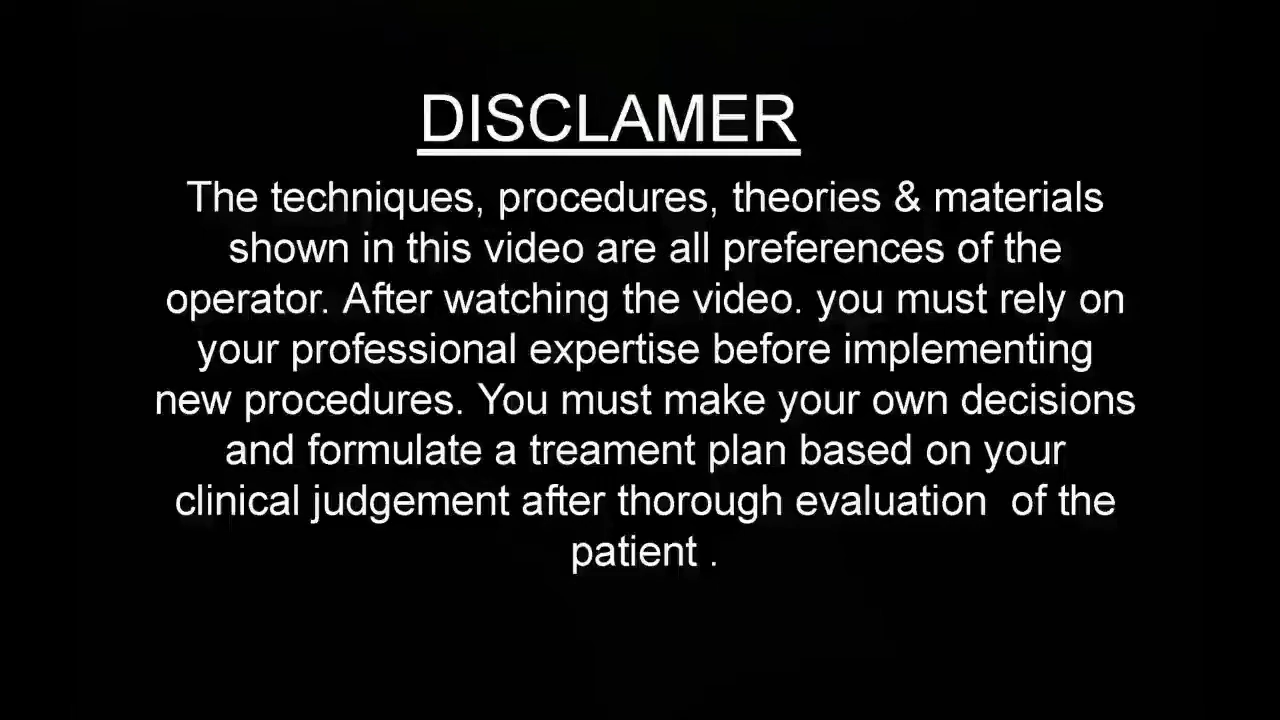 DISCLAMER
The techniques, procedures, theories & materials
shown in this video are all preferences of the
operator. After watching the video. you must rely on
your professional expertise before implementing
new procedures. You must make your own decisions
and formulate a treament plan based on your
clinical judgement after thorough evaluation  of the
patient .